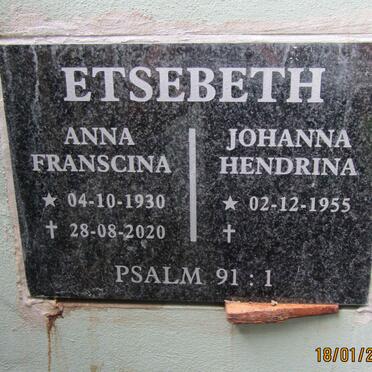 ETSEBETH
ANNA
FRANSCINA
★ 04-10-1930
✝ 28-08-2020
JOHANNA
HENDRINA
★ 02-12-1955
✝
PSALM 91 : 1
18/01/2